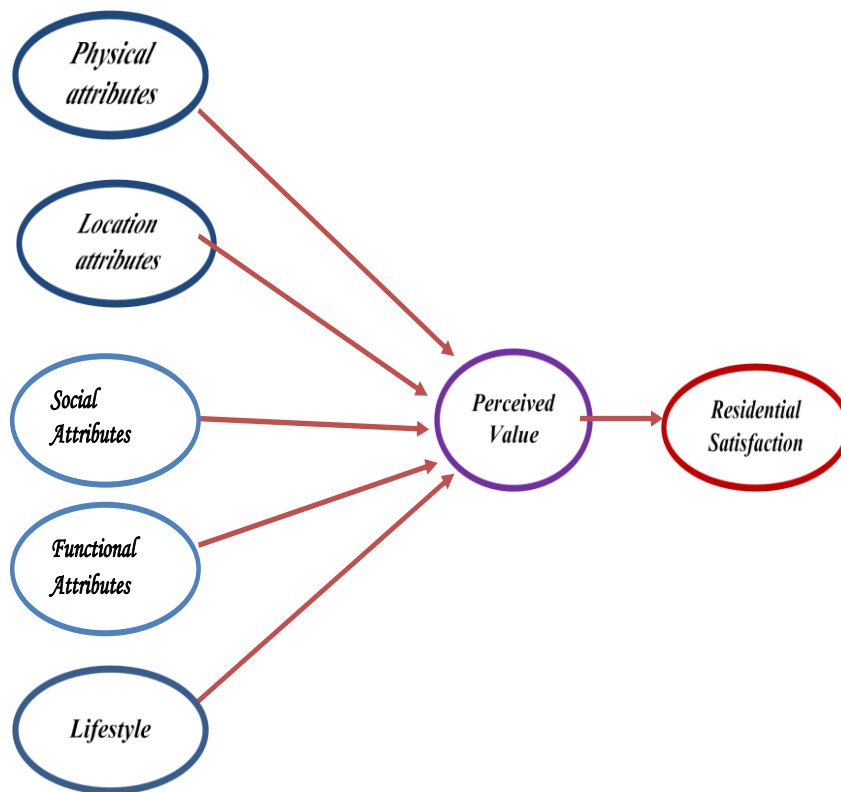 Physical
attributes
Location
attributes
Social
Attributes
Functional
Attributes
Lifestyle
Perceived
Value
Residential
Satisfaction